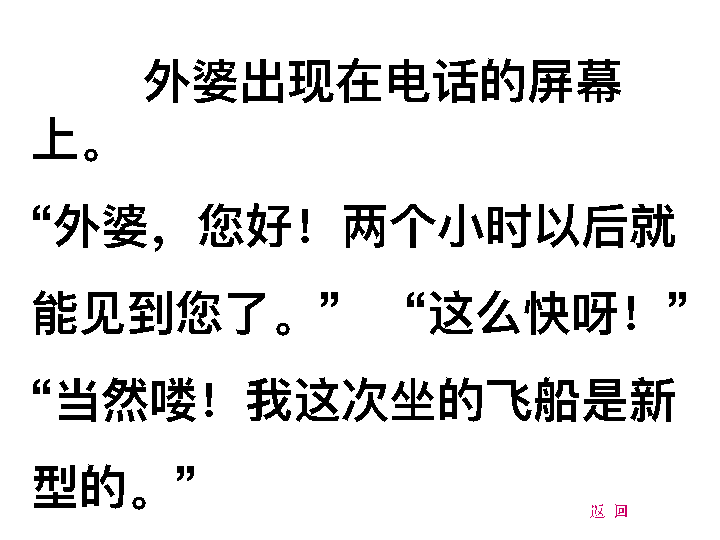 外婆出现在电话的屏幕
上。
“外婆，您好！两个小时以后就
能见到您了。” “这么快呀！”
“当然喽！我这次坐的飞船是新
型的。”
返 回